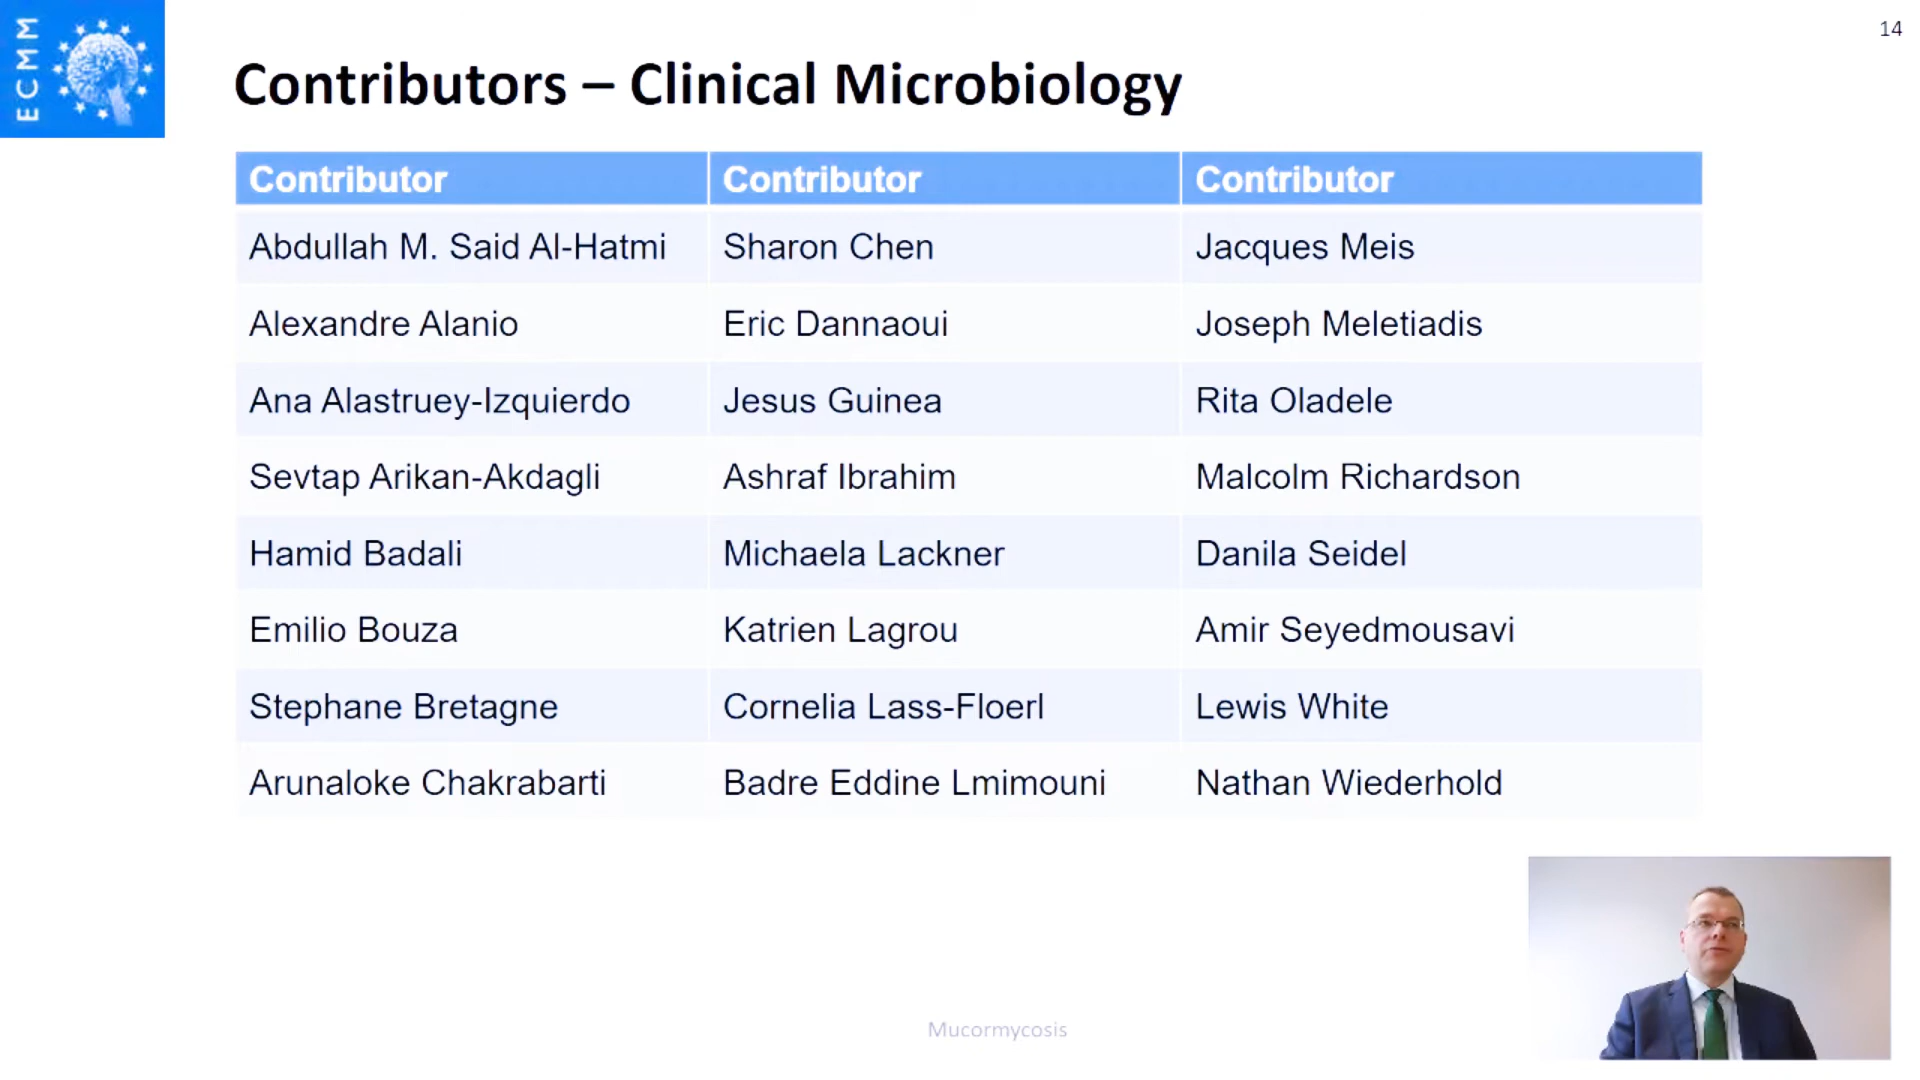 ECMM
14
Contributors – Clinical Microbiology
Contributor Contributor Contributor
Abdullah M. Said Al-Hatmi Sharon Chen Jacques Meis
Alexandre Alanio Eric Dannaoui Joseph Meletiadis
Ana Alastruey-Izquierdo Jesus Guinea Rita Oladele
Sevtap Arikan-Akdagli Ashraf Ibrahim Malcolm Richardson
Hamid Badali Michaela Lackner Danila Seidel
Emilio Bouza Katrien Lagrou Amir Seyedmousavi
Stephane Bretagne Cornelia Lass-Floerl Lewis White
Arunaloke Chakrabarti Badre Eddine Lmimouni Nathan Wiederhold
Mucormycosis